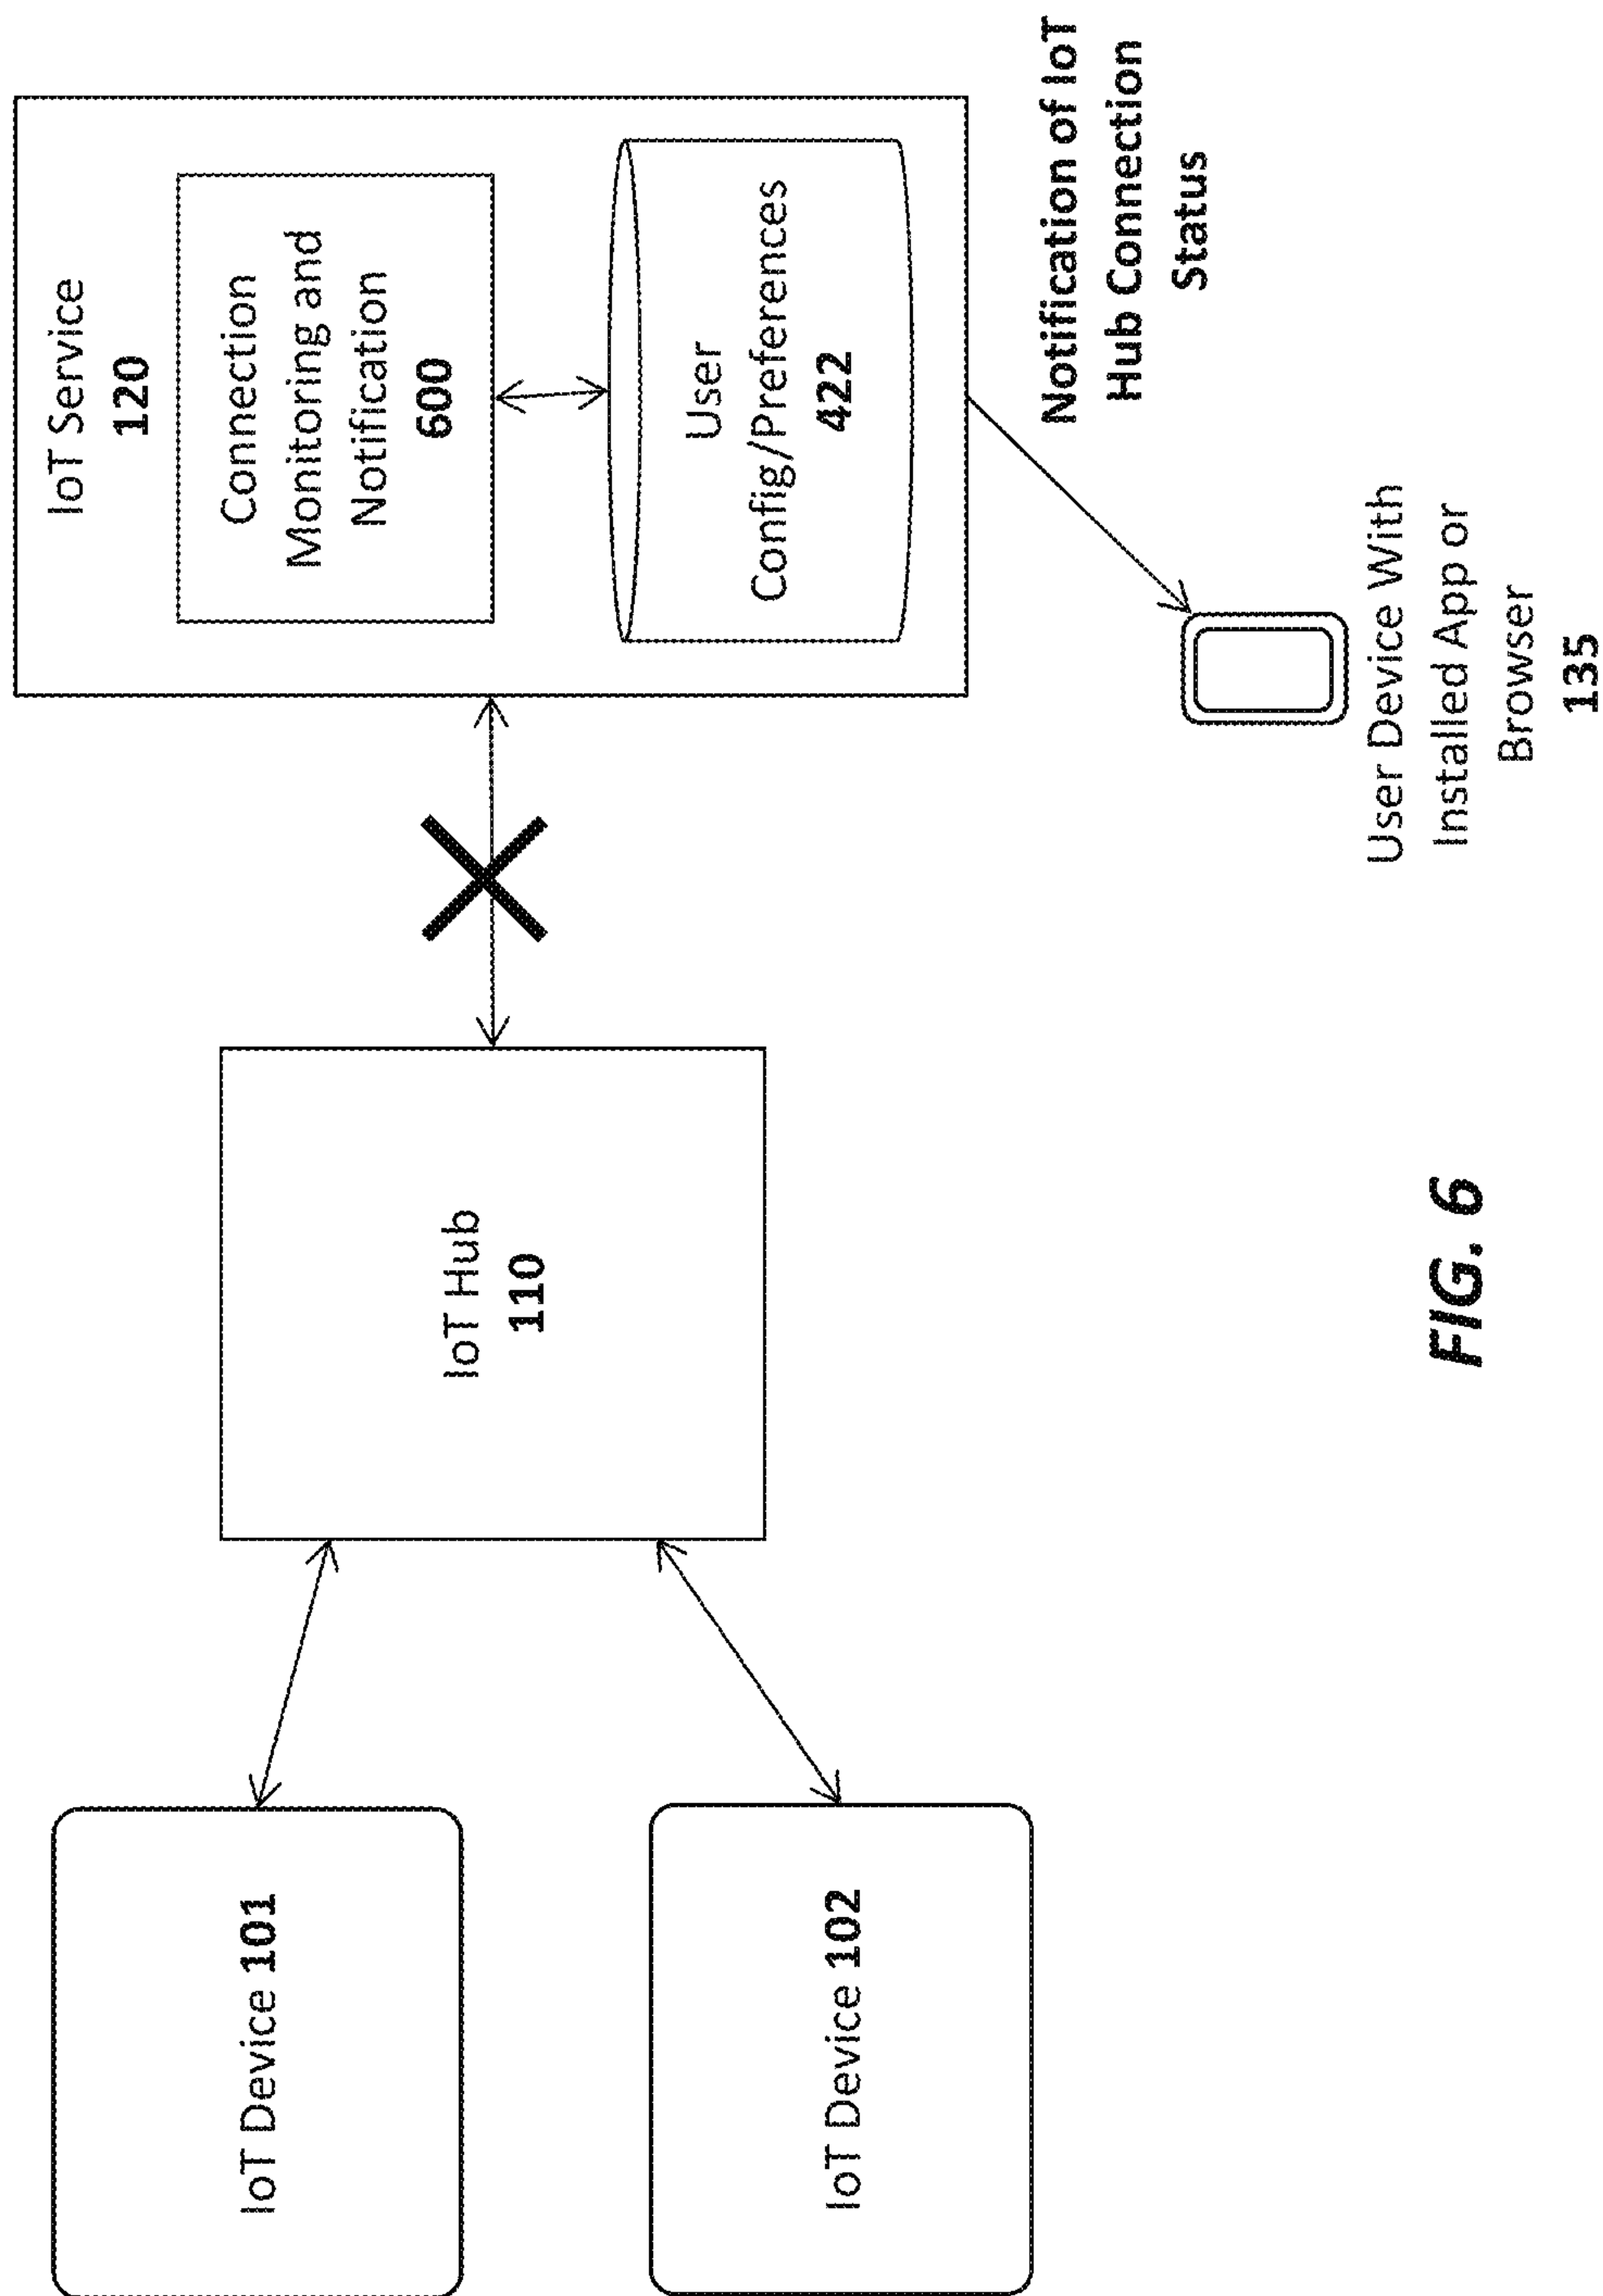 IoT Device 101
IoT Device 102
IoT Hub
110
IoT Service
120
Connection
Monitoring and
Notification
600
User
Config/Preferences
422
Notification of IoT
Hub Connection
Status
User Device With
Installed App or
Browser
135
FIG. 6